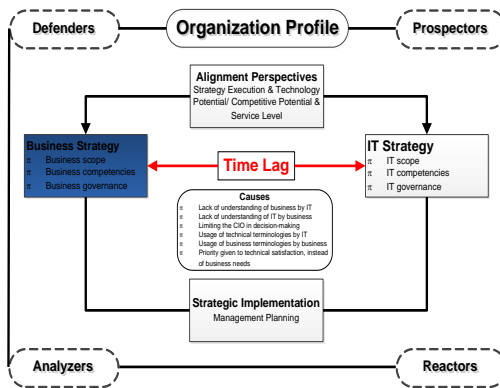 Defenders
Organization Profile
Prospectors
Alignment Perspectives
Strategy Execution & Technology
Potential/ Competitive Potential &
Service Level
Business Strategy
π Business scope
π Business competencies
π Business governance
Time Lag
IT Strategy
π IT scope
π IT competencies
π IT governance
Causes
π Lack of understanding of business by IT
π Lack of understanding of IT by business
π Limiting the CIO in decision-making
π Usage of technical terminologies by IT
π Usage of business terminologies by business
π Priority given to technical satisfaction, instead
of business needs
Strategic Implementation
Management Planning
Analyzers
Reactors